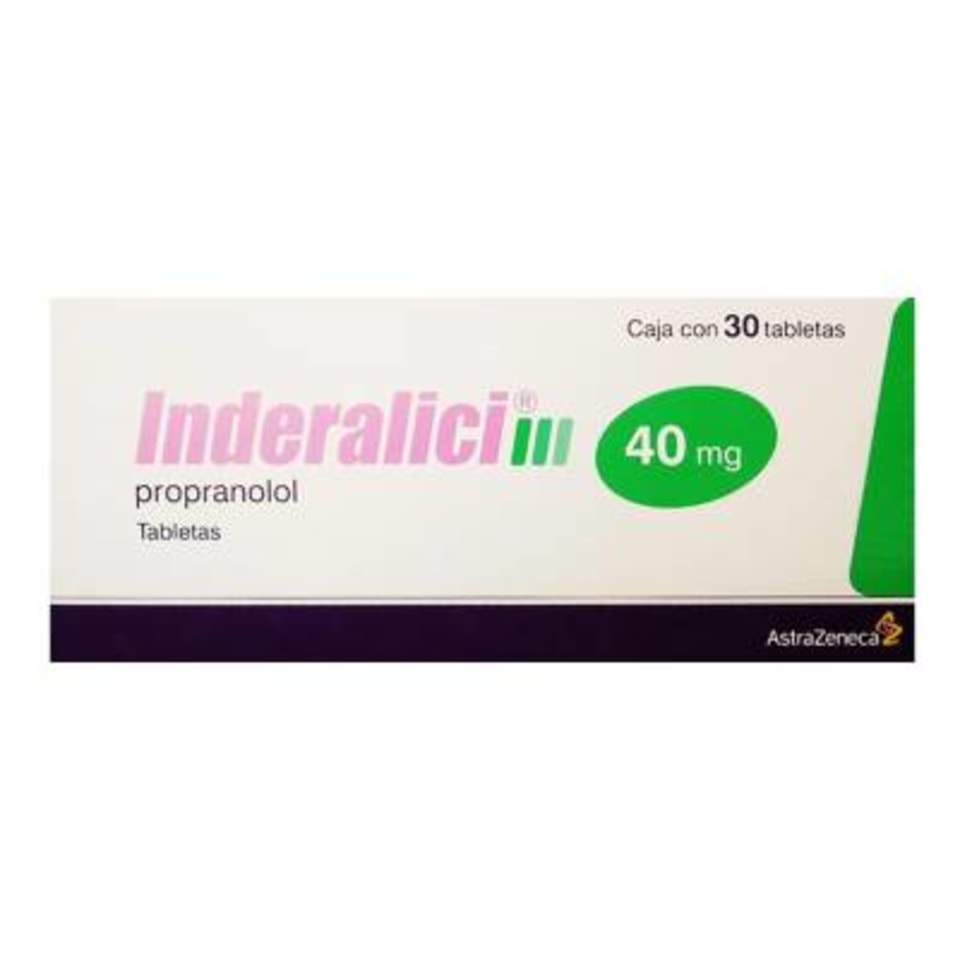 Caja con 30 tabletas
Inderalici®
40 mg
propranolol
Tabletas
AstraZeneca